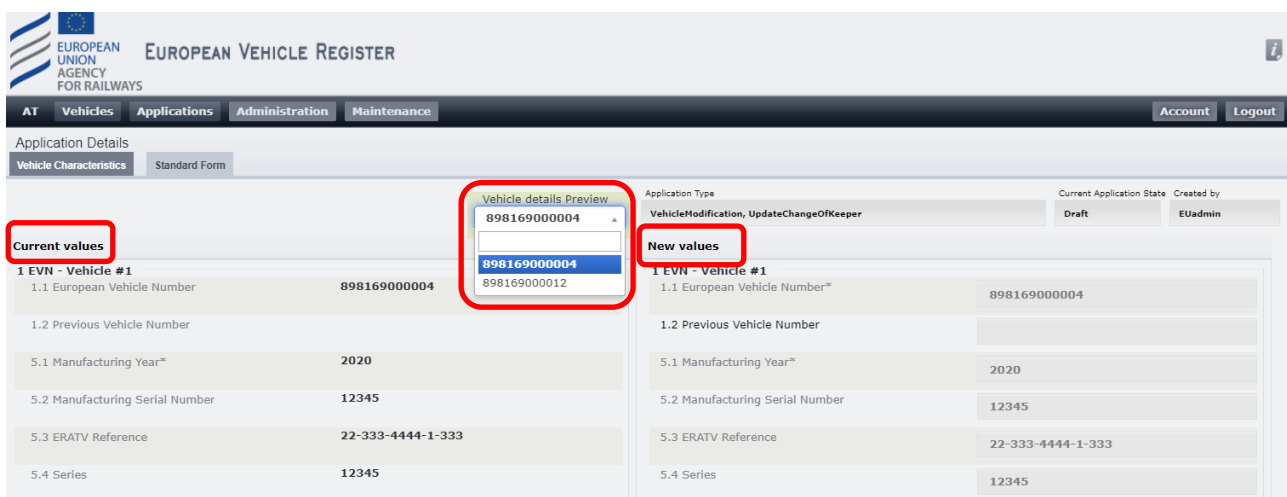 EUROPEAN
UNION
AGENCY
FOR RAILWAYS
EUROPEAN VEHICLE REGISTER
i
AT Vehicles Applications Administration Maintenance Account Logout
Application Details
Vehicle Characteristics Standard Form
Vehicle details Preview
898169000004
898169000004
898169000012
Application Type Current Application State Created by
VehicleModification, UpdateChangeOfKeeper Draft EUadmin
Current values
1 EVN - Vehicle #1
1.1 European Vehicle Number 898169000004
1.2 Previous Vehicle Number
5.1 Manufacturing Year* 2020
5.2 Manufacturing Serial Number 12345
5.3 ERATV Reference 22-333-4444-1-333
5.4 Series 12345
New values
1 EVN - Vehicle #1
1.1 European Vehicle Number* 898169000004
1.2 Previous Vehicle Number
5.1 Manufacturing Year* 2020
5.2 Manufacturing Serial Number 12345
5.3 ERATV Reference 22-333-4444-1-333
5.4 Series 12345